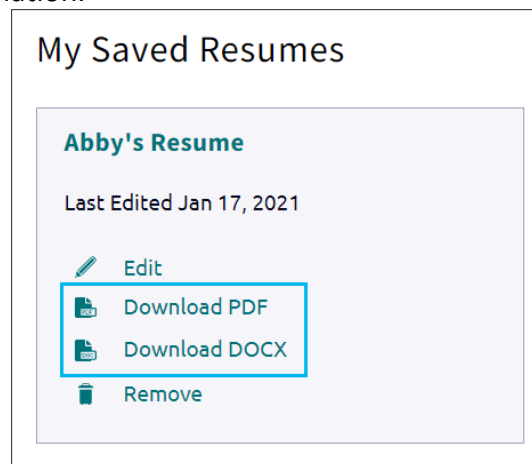 My Saved Resumes
Abby's Resume
Last Edited Jan 17, 2021
Edit
Download PDF
Download DOCX
Remove